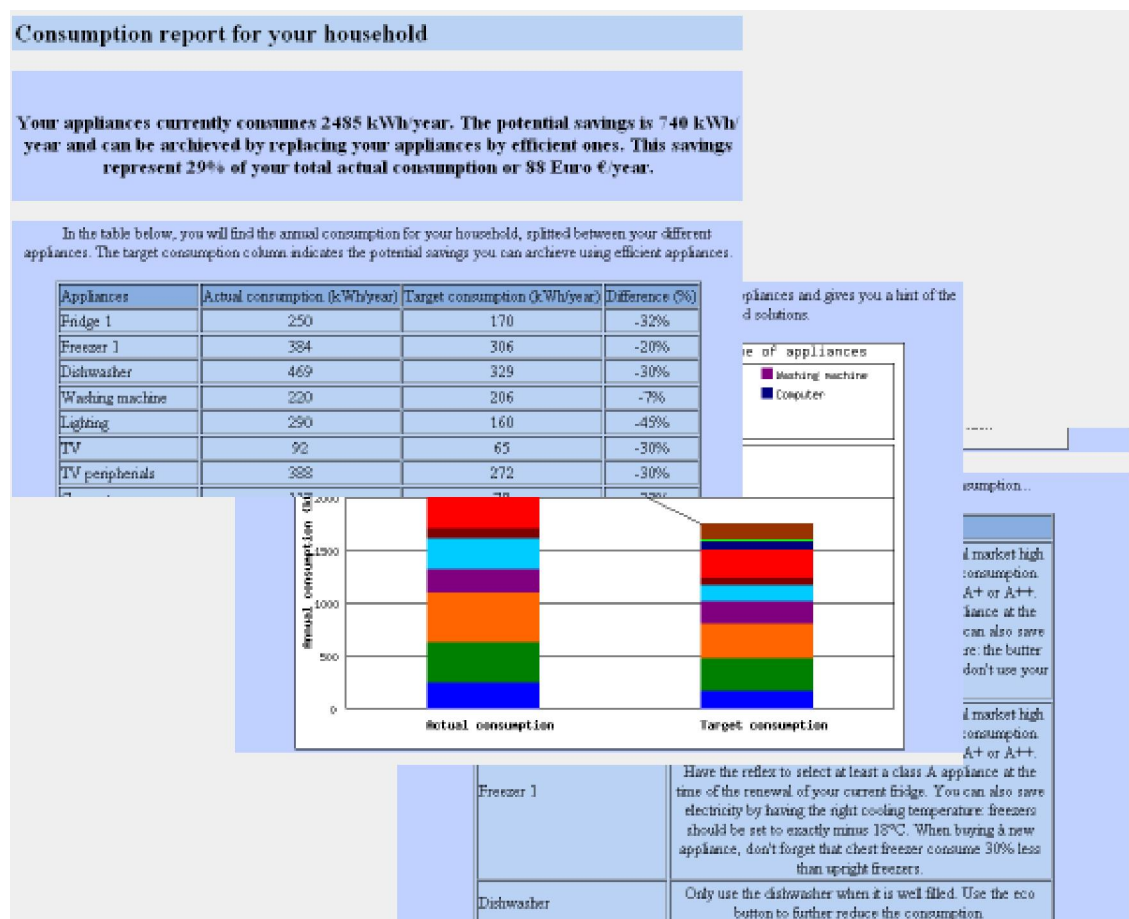 Consumption report for your household
Your appliances currently consumes 2485 kWh/year. The potential savings is 740 kWh/
year and can be archieved by replacing your appliances by efficient ones. This savings
represent 29% of your total actual consumption or 88 Euro €/year.
In the table below, you will find the annual consumption for your household, splitted between your different
appliances. The target consumption column indicates the potential savings you can archieve using efficient appliances.
Appliances Actual consumption (kWh/year) Target consumption (kWh/year) Difference (%)
Fridge 1 250 170 -32%
Freezer 1 384 306 -20%
Dishwasher 469 329 -30%
Washing machine 220 206 -7%
Lighting 290 160 -45%
TV 92 65 -30%
TV peripherials 388 272 -30%
ppliances and gives you a hint of the
d solutions.
e of appliances
Washing machine
Computer
Annual consumption
2000
1500
1000
500
0
Actual consumption Target consumption
sumption...
l market high
consumption.
A+ or A++.
liance at the
can also save
re: the butter
don't use your
l market high
consumption.
A+ or A++.
Freezer 1
Have the reflex to select at least a class A appliance at the
time of the renewal of your current fridge. You can also save
electricity by having the right cooling temperature: freezers
should be set to exactly minus 18°C. When buying à new
appliance, don't forget that chest freezer consume 30% less
than upright freezers.
Dishwasher
Only use the dishwasher when it is well filled. Use the eco
button to further reduce the consumption.